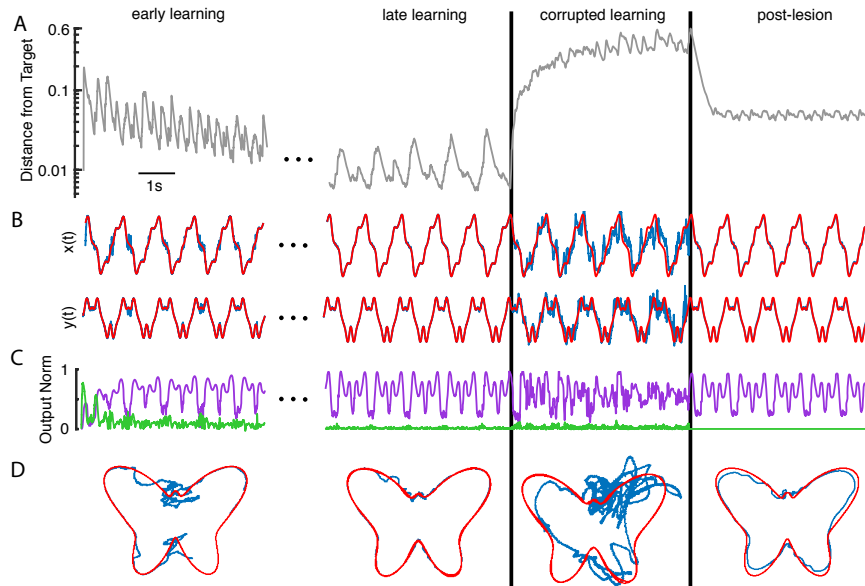 early learning late learning corrupted learning post-lesion
A
Distance from Target
0.6
0.1
0.01
1s
...
B
x(t)
...
y(t)
...
C
Output Norm
1
0
...
D